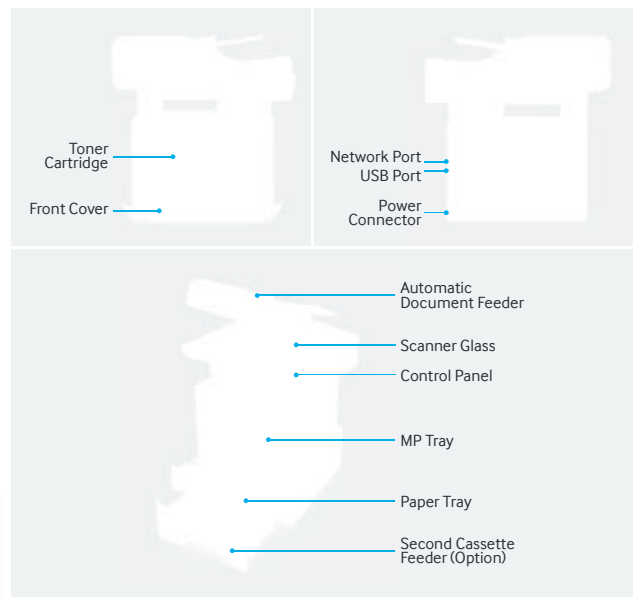 Toner
Cartridge
Front Cover
Network Port
USB Port
Power
Connector
Automatic
Document Feeder
Scanner Glass
Control Panel
MP Tray
Paper Tray
Second Cassette
Feeder (Option)